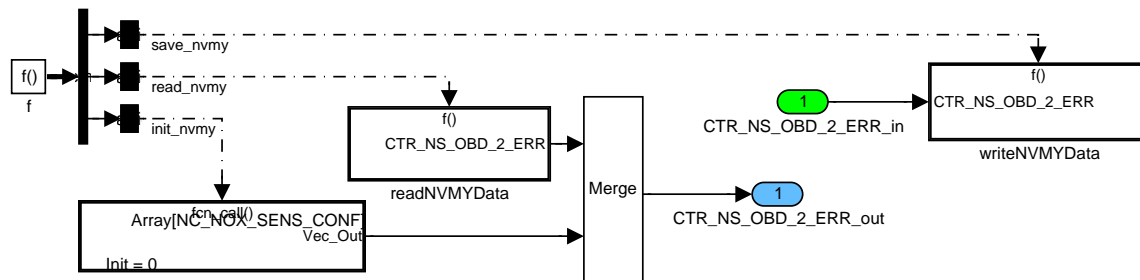 save_nvmy
f()
f()
f
read_nvmy
init_nvmy
f()
CTR_NS_OBD_2_ERR
readNVMYData
1
CTR_NS_OBD_2_ERR_in
CTR_NS_OBD_2_ERR
writeNVMYData
Merge
1
CTR_NS_OBD_2_ERR_out
fcn_call()
Array[NC_NOX_SENS_CONF]
Vec_Out
Init = 0